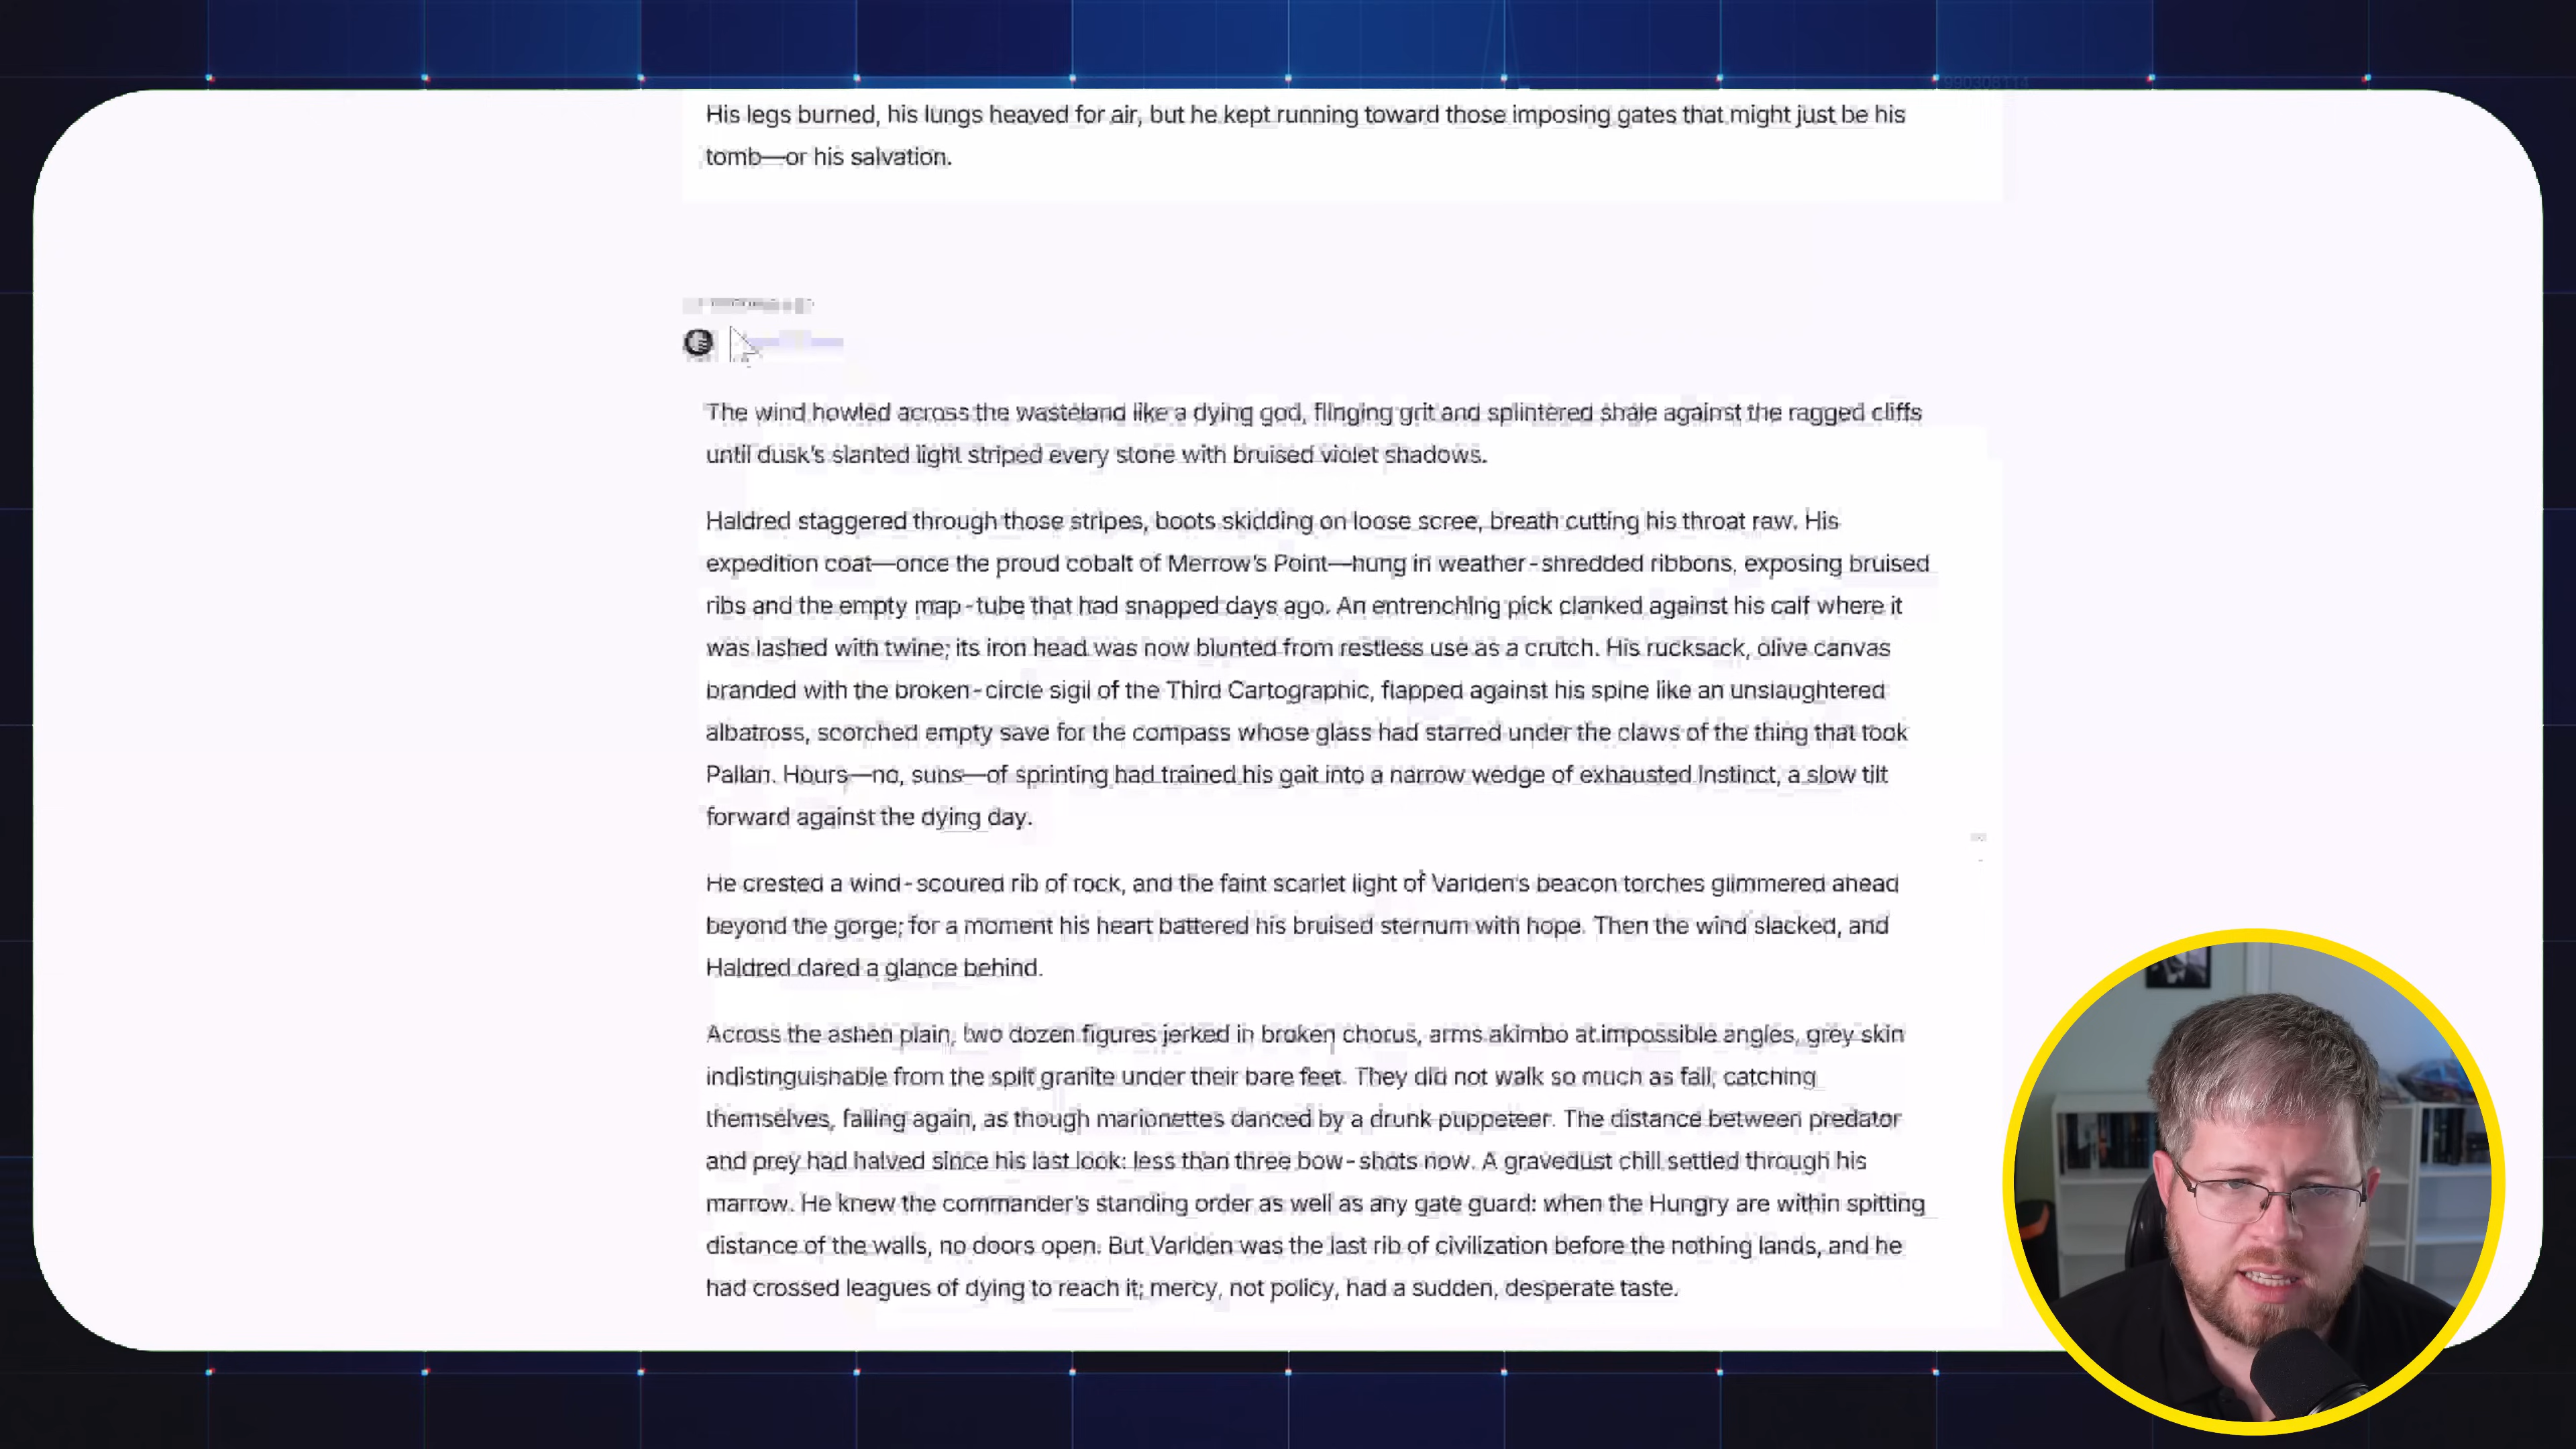 His legs burned, his lungs heaved for air, but he kept running toward those imposing gates that might just be his
tomb—or his salvation.
The wind howled across the wasteland like a dying god, flinging grit and splintered shale against the ragged cliffs
until dusk's slanted light striped every stone with bruised violet shadows.
Haldred staggered through those stripes, boots skidding on loose scree, breath cutting his throat raw. His
expedition coat—once the proud cobalt of Merrow's Point—hung in weather-shredded ribbons, exposing bruised
ribs and the empty map-tube that had snapped days ago. An entrenching pick clanked against his calf where it
was lashed with twine; its iron head was now blunted from restless use as a crutch. His rucksack, olive canvas
branded with the broken-circle sigil of the Third Cartographic, flapped against his spine like an unslaughtered
albatross, scorched empty save for the compass whose glass had starred under the claws of the thing that took
Pallan. Hours—no, suns—of sprinting had trained his gait into a narrow wedge of exhausted instinct, a slow tilt
forward against the dying day.
He crested a wind-scoured rib of rock, and the faint scarlet light of Variden's beacon torches glimmered ahead
beyond the gorge; for a moment his heart battered his bruised sternum with hope. Then the wind slacked, and
Haldred dared a glance behind.
Across the ashen plain, two dozen figures jerked in broken chorus, arms akimbo at impossible angles, grey skin
indistinguishable from the split granite under their bare feet. They did not walk so much as fall, catching
themselves, falling again, as though marionettes danced by a drunk puppeteer. The distance between predator
and prey had halved since his last look: less than three bow-shots now. A gravedust chill settled through his
marrow. He knew the commander's standing order as well as any gate guard: when the Hungry are within spitting
distance of the walls, no doors open. But Variden was the last rib of civilization before the nothing lands, and he
had crossed leagues of dying to reach it; mercy, not policy, had a sudden, desperate taste.